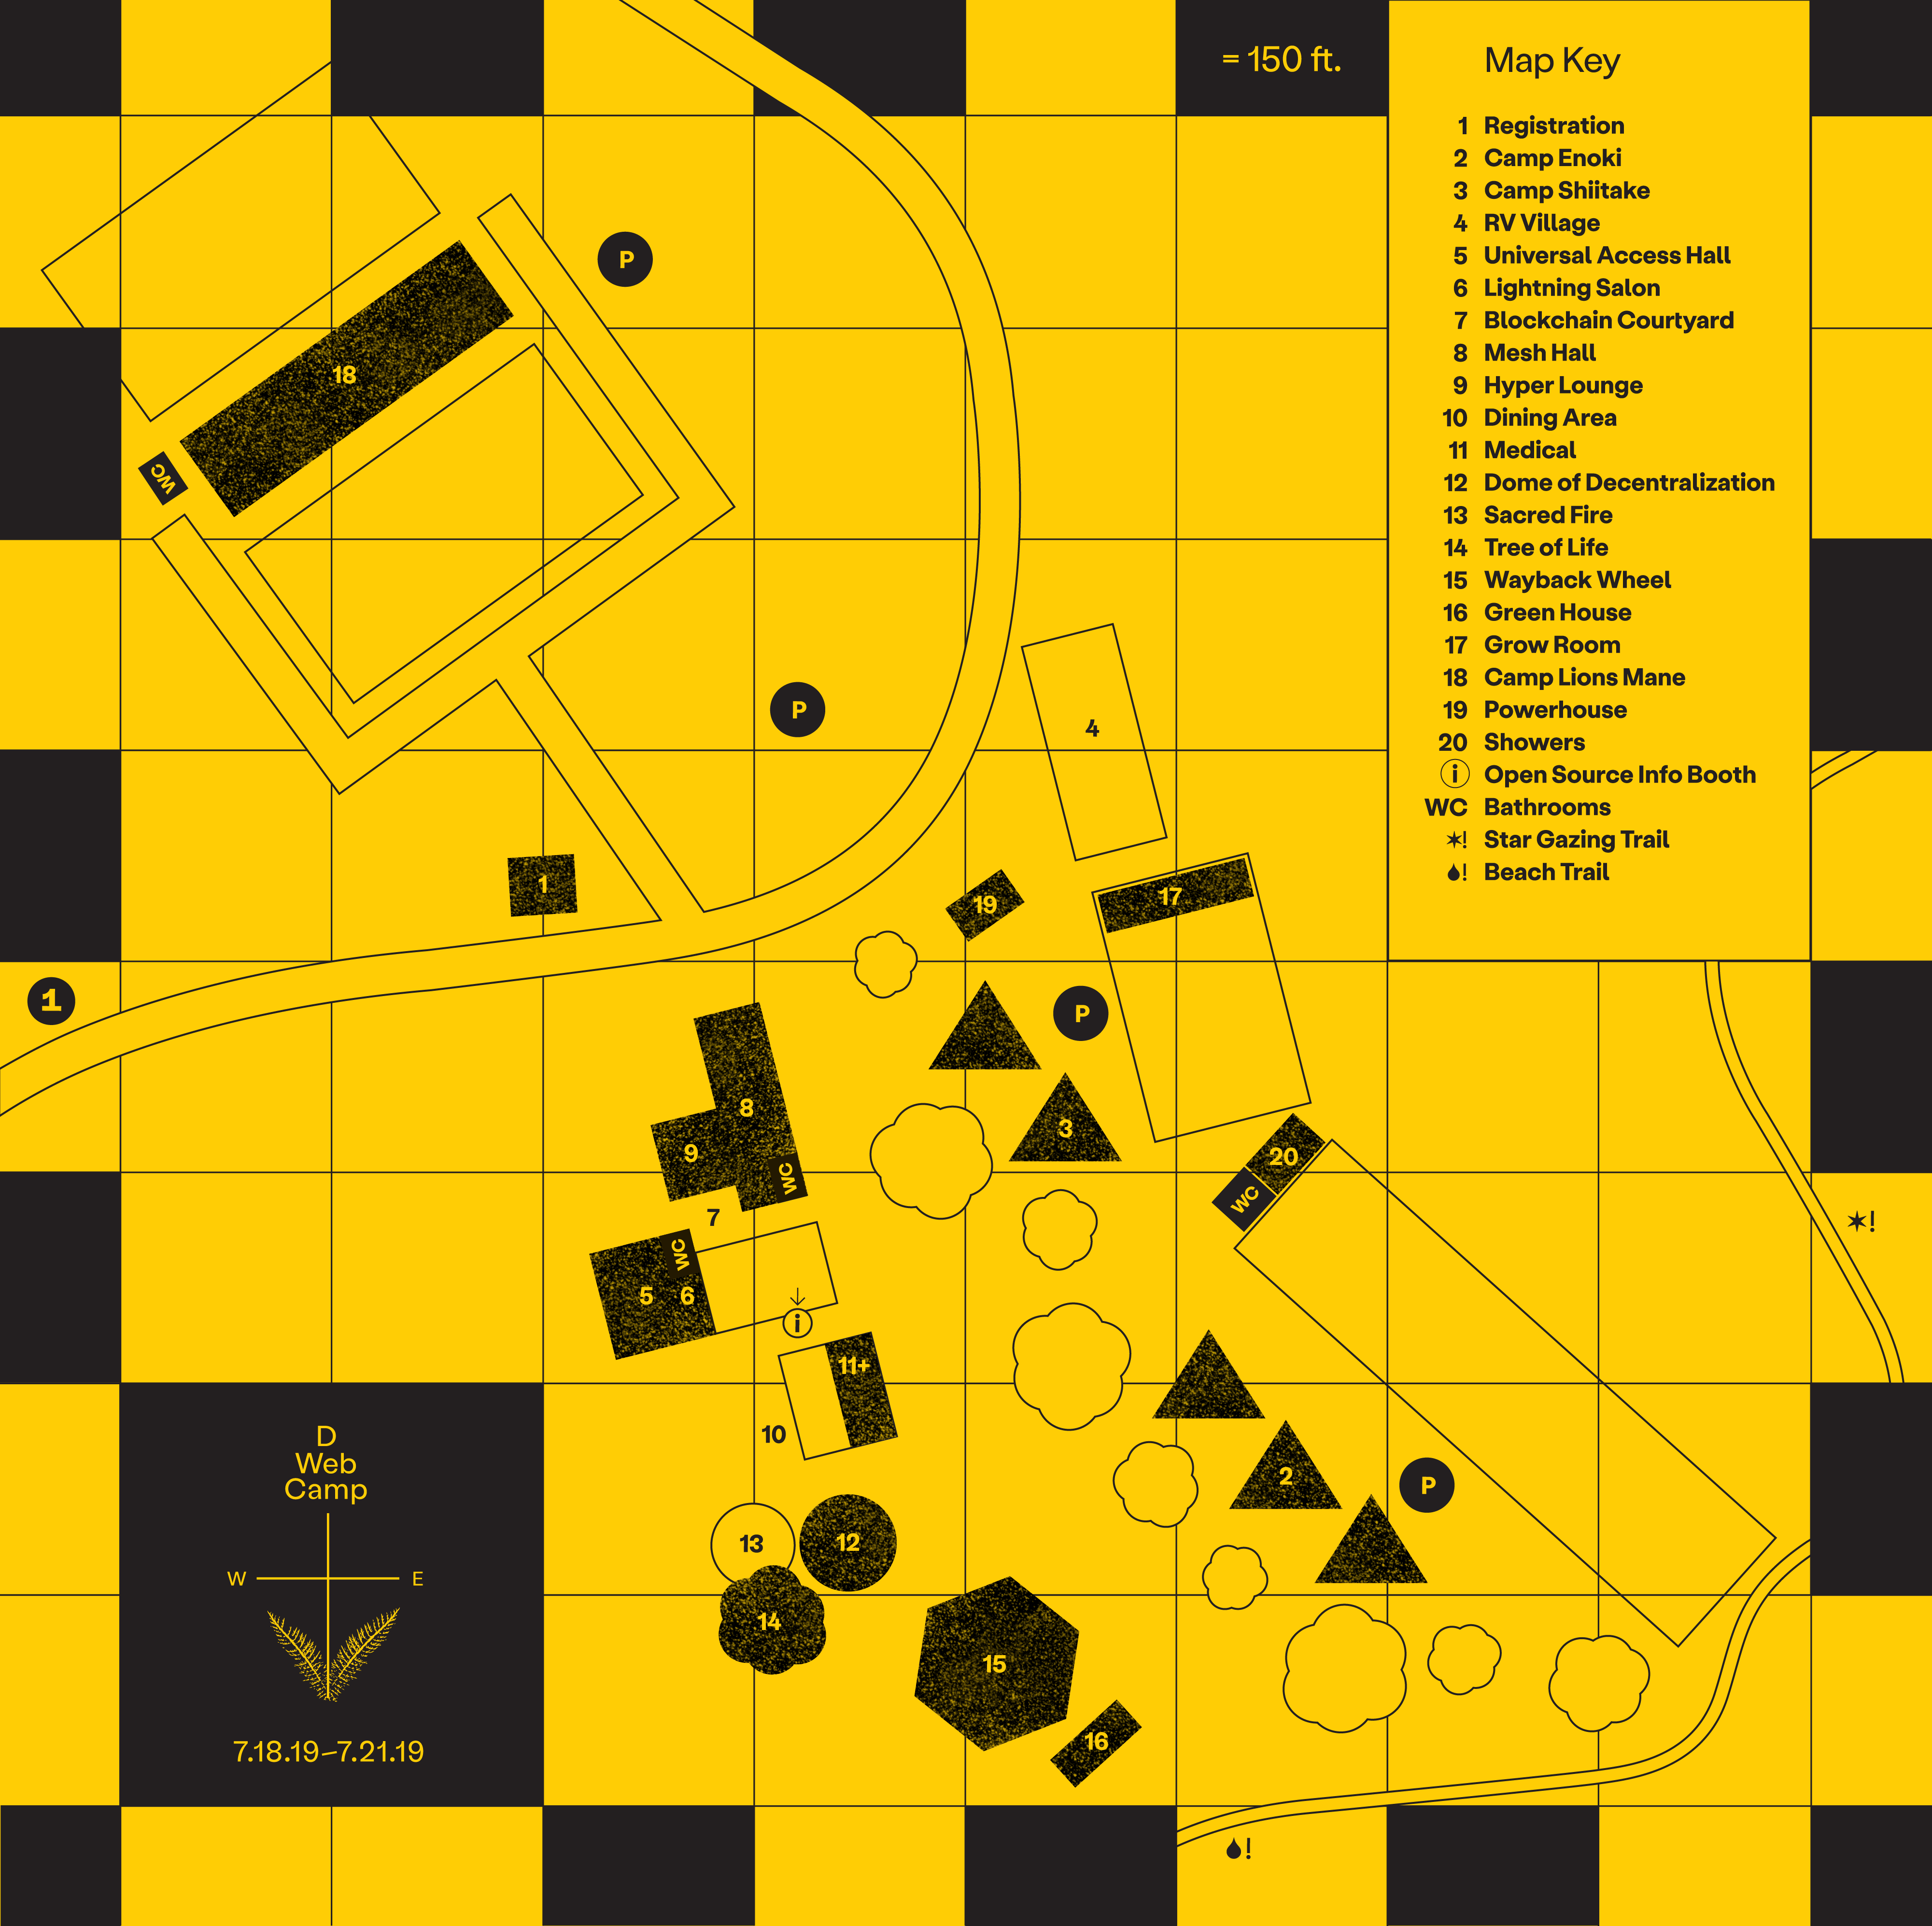 = 150 ft.
Map Key
1 Registration
2 Camp Enoki
3 Camp Shiitake
4 RV Village
5 Universal Access Hall
6 Lightning Salon
7 Blockchain Courtyard
8 Mesh Hall
9 Hyper Lounge
10 Dining Area
11 Medical
12 Dome of Decentralization
13 Sacred Fire
14 Tree of Life
15 Wayback Wheel
16 Green House
17 Grow Room
18 Camp Lions Mane
19 Powerhouse
20 Showers
i Open Source Info Booth
WC Bathrooms
✶! Star Gazing Trail
💧! Beach Trail
P
18
WC
P
4
1
19
17
1
P
8
3
9
20
WC
WC
7
✶!
WC
5 6
i
11+
10
2
P
13
12
14
15
16
💧!
D
Web
Camp
W E
7.18.19–7.21.19